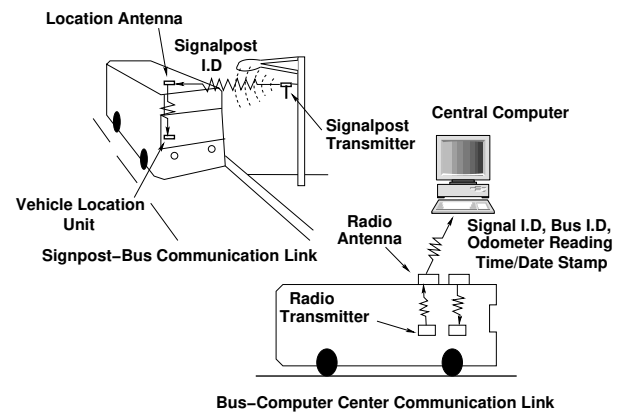 Location Antenna
Signalpost
I.D
Signalpost
Transmitter
Vehicle Location
Unit
Signpost–Bus Communication Link
Central Computer
Radio
Antenna
Signal I.D, Bus I.D,
Odometer Reading
Time/Date Stamp
Radio
Transmitter
Bus–Computer Center Communication Link